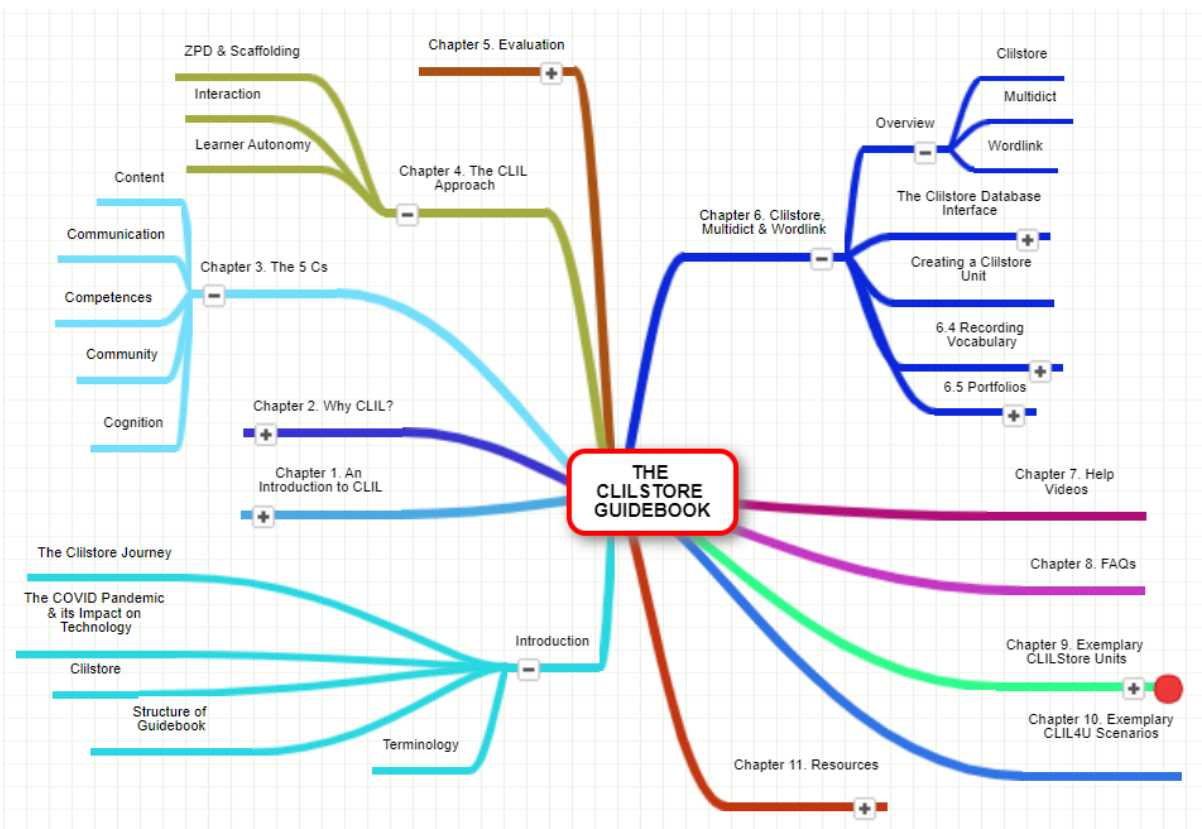 THE
CLILSTORE
GUIDEBOOK
Introduction
The Clilstore Journey
The COVID Pandemic
& its Impact on
Technology
Clilstore
Structure of
Guidebook
Terminology
Chapter 1. An
Introduction to CLIL
Chapter 2. Why CLIL?
Chapter 3. The 5 Cs
Content
Communication
Competences
Community
Cognition
Chapter 4. The CLIL
Approach
ZPD & Scaffolding
Interaction
Learner Autonomy
Chapter 5. Evaluation
Chapter 6. Clilstore,
Multidict & Wordlink
Overview
Clilstore
Multidict
Wordlink
The Clilstore Database
Interface
Creating a Clilstore
Unit
6.4 Recording
Vocabulary
6.5 Portfolios
Chapter 7. Help
Videos
Chapter 8. FAQs
Chapter 9. Exemplary
CLILStore Units
Chapter 10. Exemplary
CLIL4U Scenarios
Chapter 11. Resources